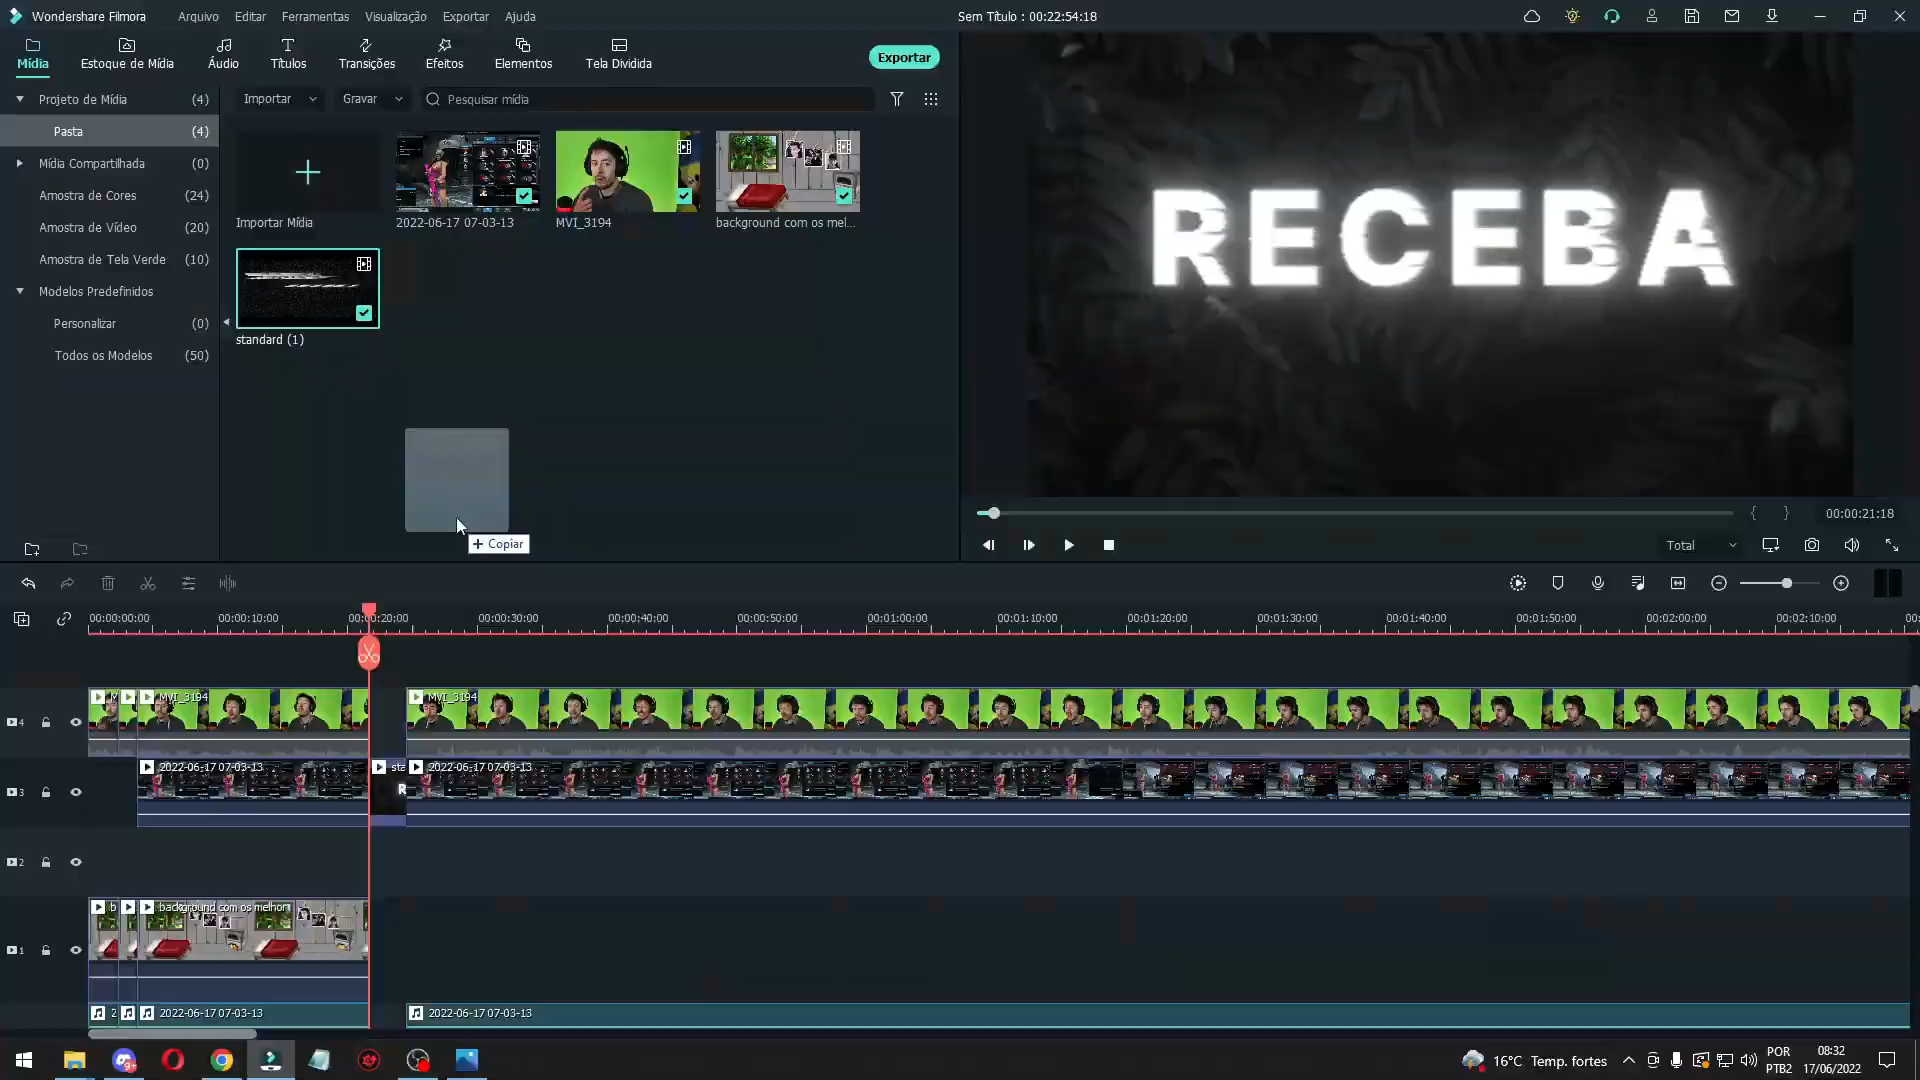 Wondershare Filmora
Arquivo
Editar
Ferramentas
Visualização
Exportar
Ajuda
Sem Título : 00:22:54:18
Mídia
Estoque de Mídia
Áudio
Títulos
Transições
Efeitos
Elementos
Tela Dividida
Exportar
Projeto de Mídia (4)
Pasta (4)
Mídia Compartilhada (0)
Amostra de Cores (24)
Amostra de Vídeo (20)
Amostra de Tela Verde (10)
Modelos Predefinidos
Personalizar (0)
Todos os Modelos (50)
Importar
Gravar
Pesquisar mídia
Importar Mídia
2022-06-17 07-03-13
MVI_3194
background com os mel...
standard (1)
+ Copiar
RECEBA
{ }
00:00:21:18
Total
00:00:00:00
00:00:10:00
00:00:20:00
00:00:30:00
00:00:40:00
00:00:50:00
00:01:00:00
00:01:10:00
00:01:20:00
00:01:30:00
00:01:40:00
00:01:50:00
00:02:00:00
00:02:10:00
00:
4
M
MVI_3194
MVI_3194
3
2022-06-17 07-03-13
sta
R
2022-06-17 07-03-13
2
1
b
background com os melhor
2
2022-06-17 07-03-13
2022-06-17 07-03-13
9+
16°C Temp. fortes
POR
PTB2
08:32
17/06/2022